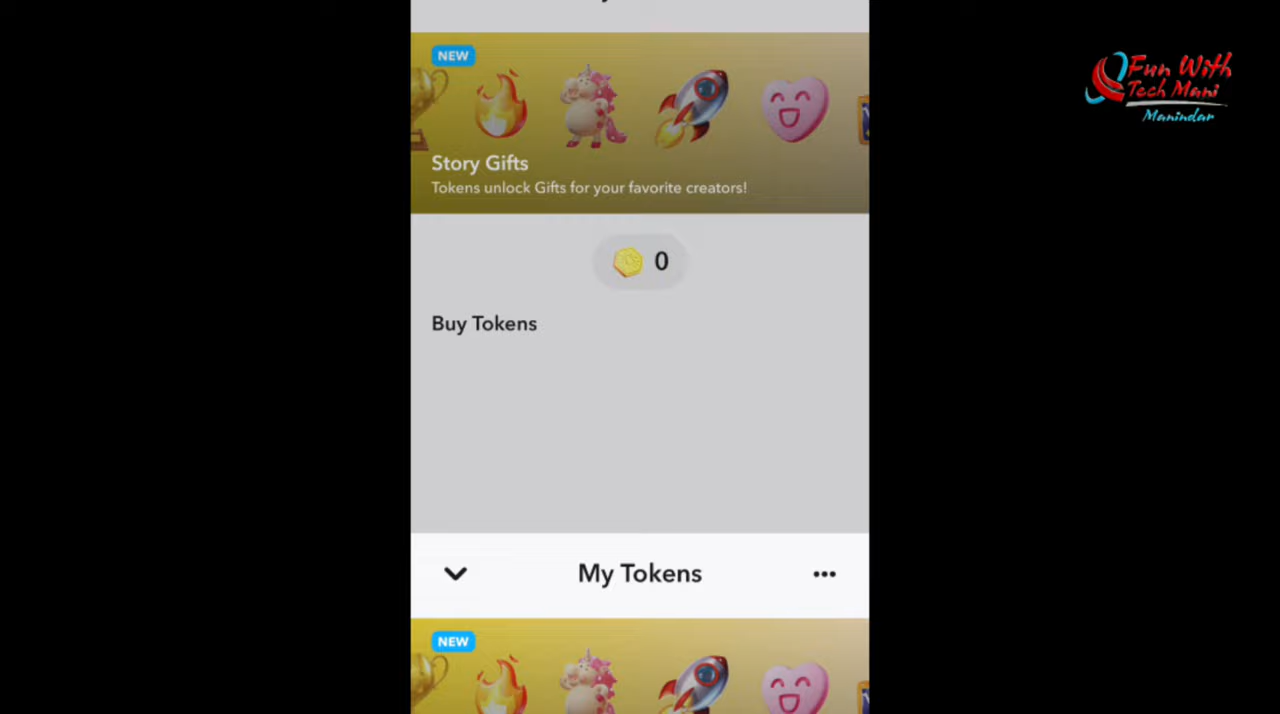 Fun With
Tech Mani
Manindar
NEW
Story Gifts
Tokens unlock Gifts for your favorite creators!
0
Buy Tokens
My Tokens
NEW